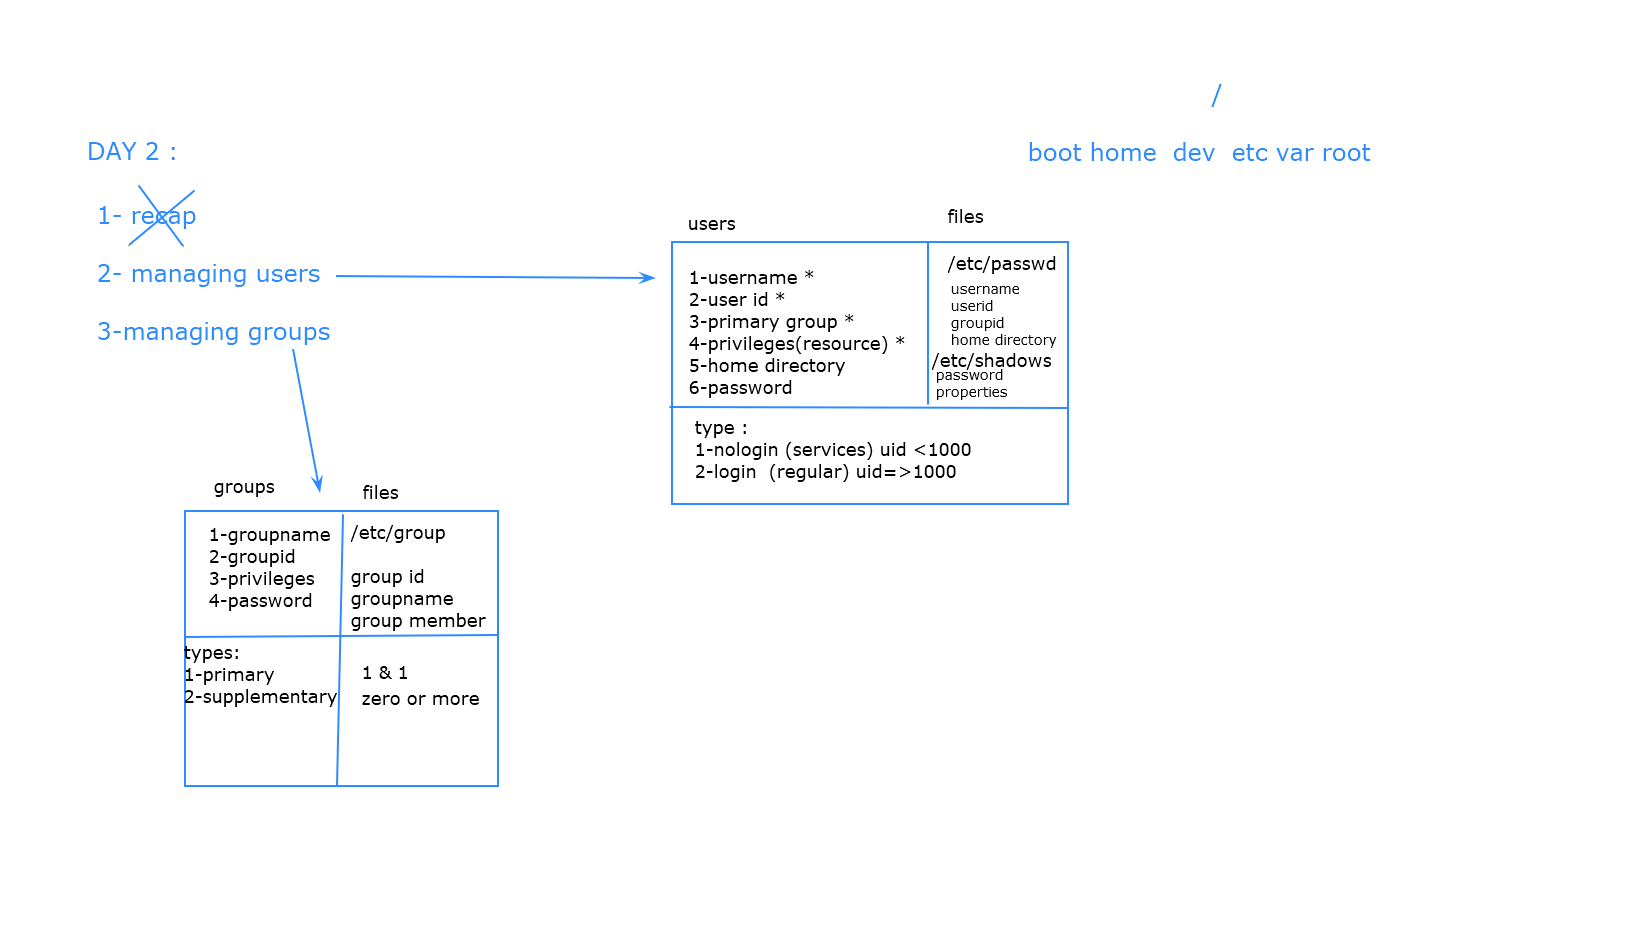 /
boot home  dev  etc var root
DAY 2 :
1- recap
2- managing users
3-managing groups
users
files
1-username *
2-user id *
3-primary group *
4-privileges(resource) *
5-home directory
6-password
/etc/passwd
username
userid
groupid
home directory
/etc/shadows
password
properties
type :
1-nologin (services) uid <1000
2-login  (regular) uid=>1000
groups
files
1-groupname
2-groupid
3-privileges
4-password
/etc/group
group id
groupname
group member
types:
1-primary
2-supplementary
1 & 1
zero or more